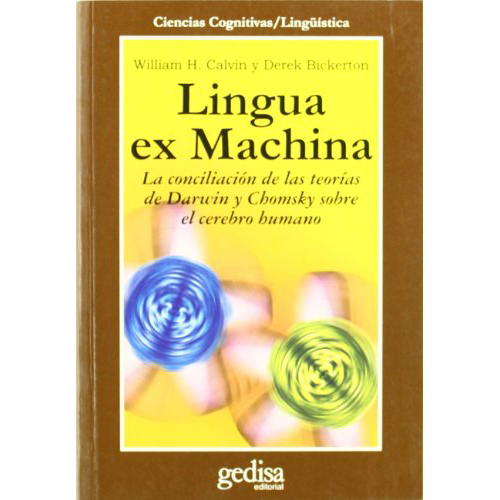 Ciencias Cognitivas/Lingüística
William H. Calvin y Derek Bickerton
Lingua
ex Machina
La conciliación de las teorías
de Darwin y Chomsky sobre
el cerebro humano
gedisa
editorial